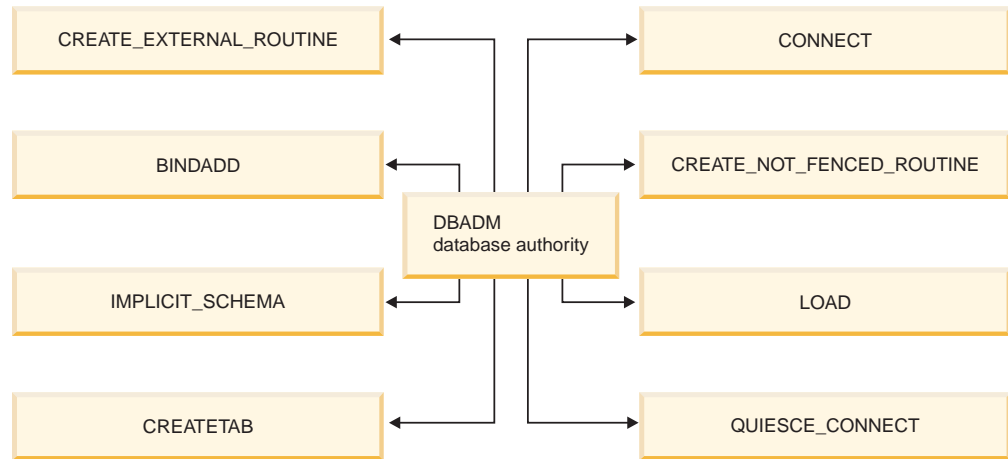 CREATE_EXTERNAL_ROUTINE
CONNECT
BINDADD
CREATE_NOT_FENCED_ROUTINE
DBADM
database authority
IMPLICIT_SCHEMA
LOAD
CREATETAB
QUIESCE_CONNECT